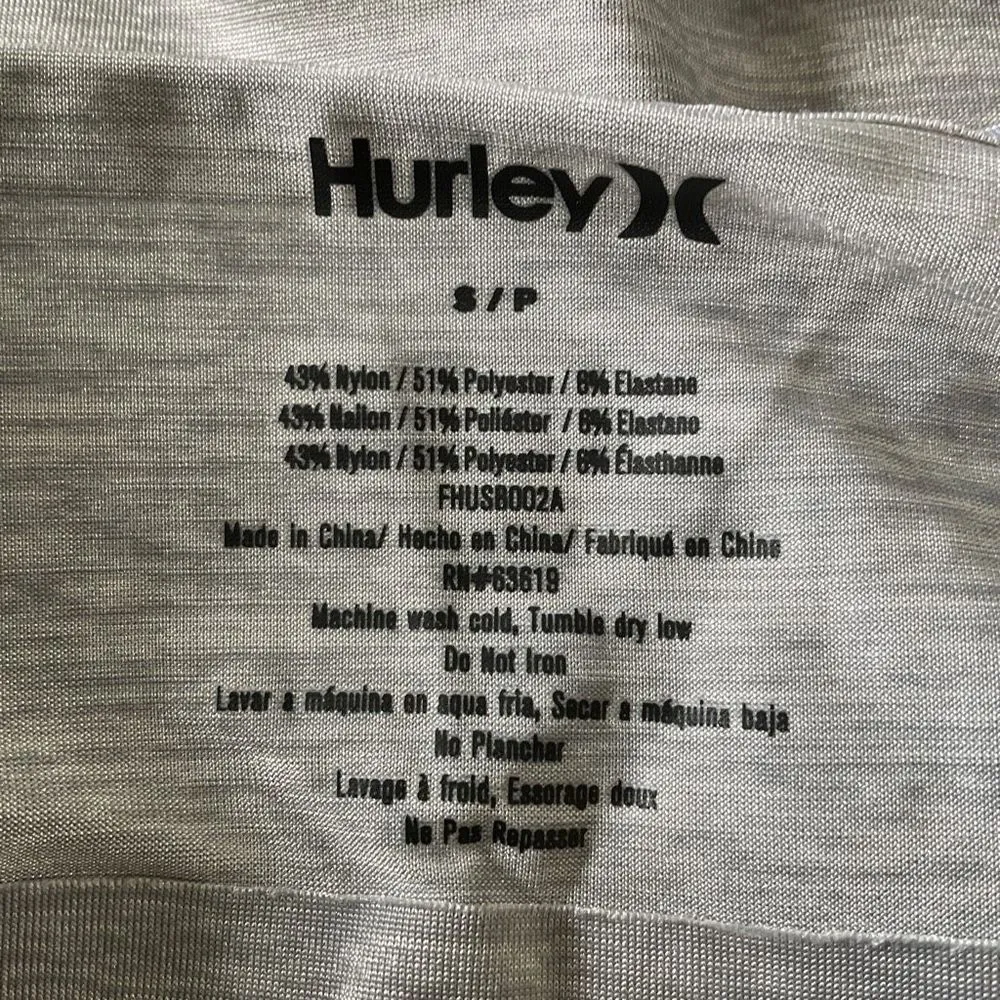 Hurley
S / P
43% Nylon / 51% Polyester / 6% Elastane
43% Nailon / 51% Poliéster / 6% Elastano
43% Nylon / 51% Polyester / 6% Élasthanne
FHUSB002A
Made in China/ Hecho en China/ Fabriqué en Chine
RN#63619
Machine wash cold, Tumble dry low
Do Not Iron
Lavar a máquina en aqua fria, Secar a máquina baja
No Planchar
Lavage à froid, Essorage doux
Ne Pas Repasser